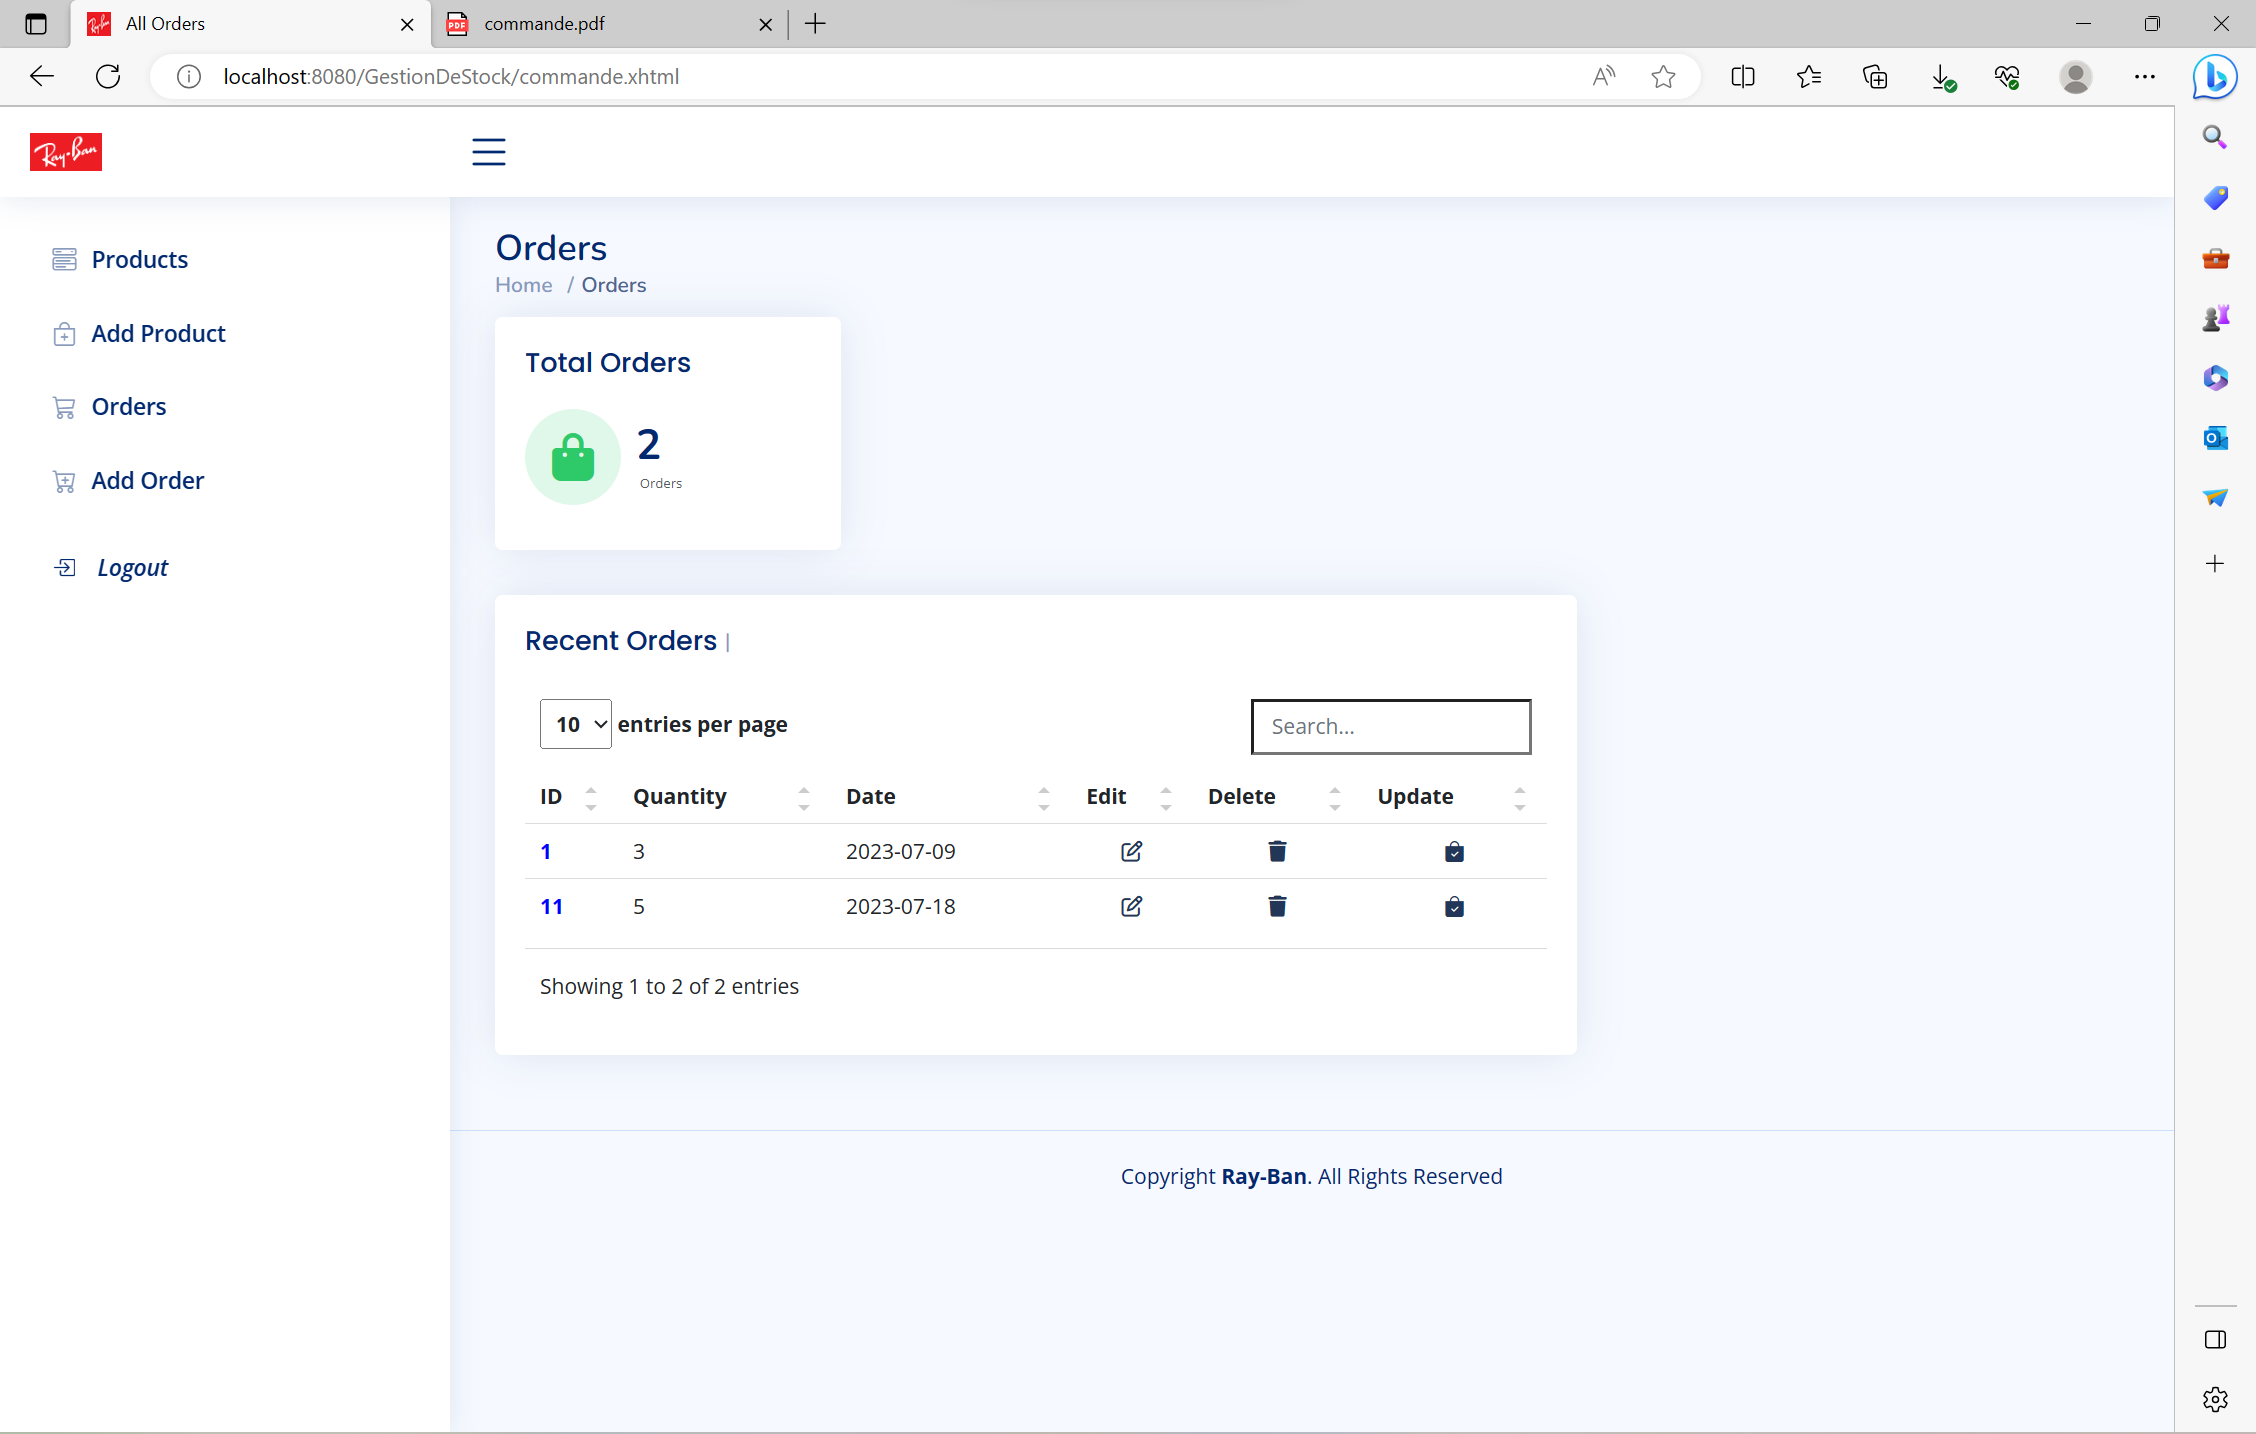 All Orders
commande.pdf
localhost:8080/GestionDeStock/commande.xhtml
Ray-Ban
Products
Add Product
Orders
Add Order
Logout
Orders
Home / Orders
Total Orders
2
Orders
Recent Orders |
10 entries per page
Search...
ID Quantity Date Edit Delete Update
1 3 2023-07-09
11 5 2023-07-18
Showing 1 to 2 of 2 entries
Copyright Ray-Ban. All Rights Reserved